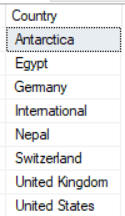 Country
Antarctica
Egypt
Germany
International
Nepal
Switzerland
United Kingdom
United States